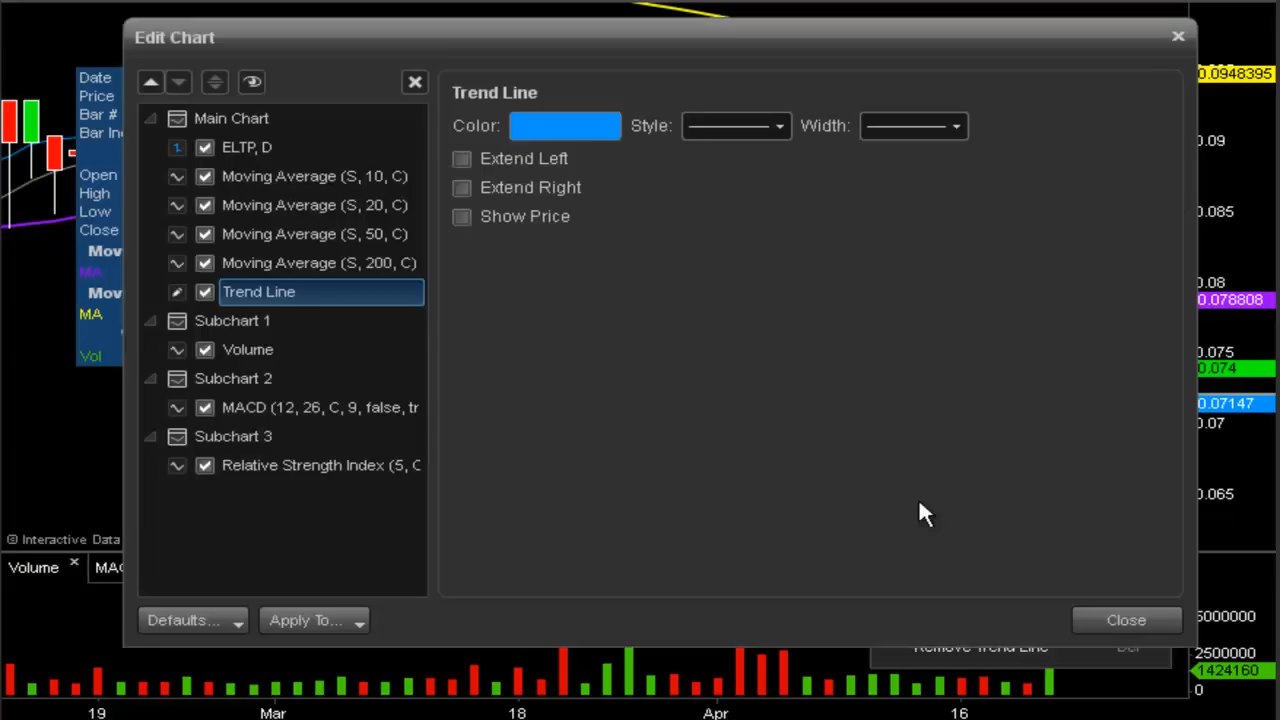 Edit Chart
Date
Price
Bar #
Bar In
Open
High
Low
Close
Mov
MA
Mov
MA
Vol
Main Chart
ELTP, D
Moving Average (S, 10, C)
Moving Average (S, 20, C)
Moving Average (S, 50, C)
Moving Average (S, 200, C)
Trend Line
Subchart 1
Volume
Subchart 2
MACD (12, 26, C, 9, false, tr
Subchart 3
Relative Strength Index (5, C
Trend Line
Color: Style: Width:
Extend Left
Extend Right
Show Price
Defaults... Apply To... Close
0.0948395
0.09
0.085
0.08
0.078808
0.075
0.074
0.07147
0.07
0.065
© Interactive Data
Volume MAC
Remove Trend Line Del
5000000
2500000
1424160
0
19 Mar 18 Apr 16